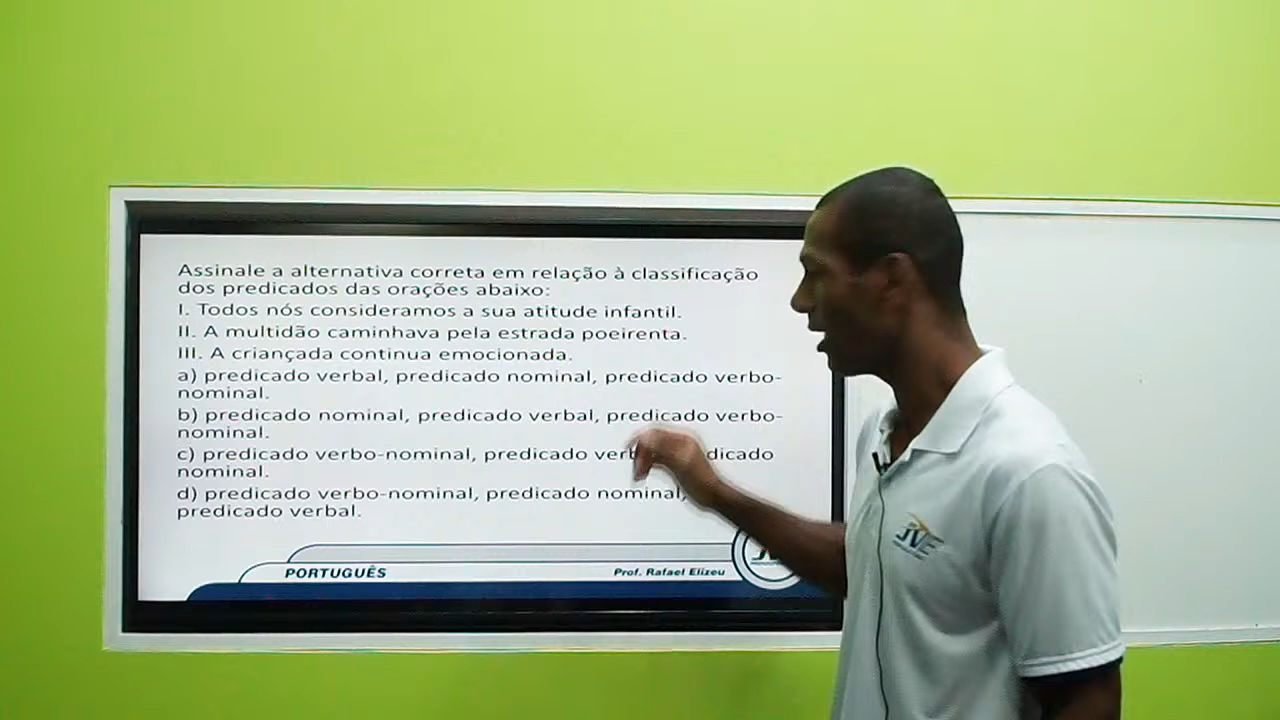 Assinale a alternativa correta em relação à classificação
dos predicados das orações abaixo:
I. Todos nós consideramos a sua atitude infantil.
II. A multidão caminhava pela estrada poeirenta.
III. A criançada continua emocionada.
a) predicado verbal, predicado nominal, predicado verbo-
nominal.
b) predicado nominal, predicado verbal, predicado verbo-
nominal.
c) predicado verbo-nominal, predicado
nominal.
d) predicado verbo-nominal, predicado nominal,
predicado verbal.
PORTUGUÊS
Prof. Rafael Elizeu
JVE